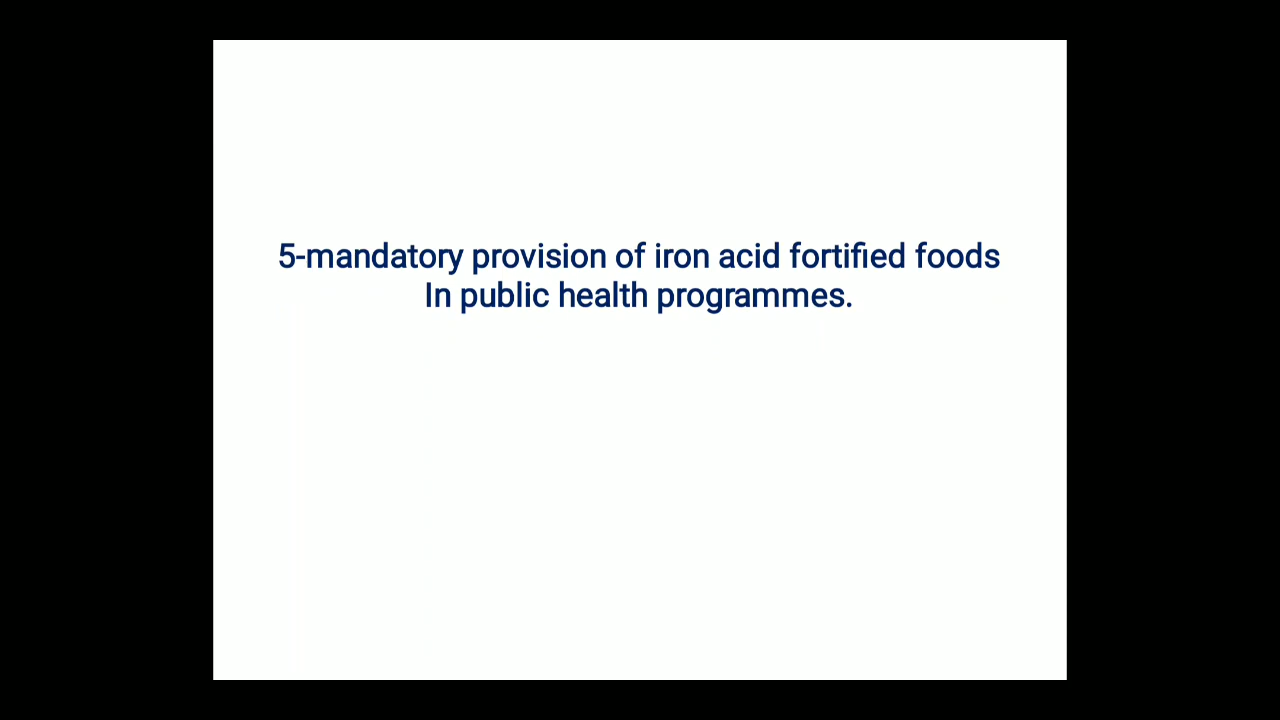 5-mandatory provision of iron acid fortified foods
In public health programmes.